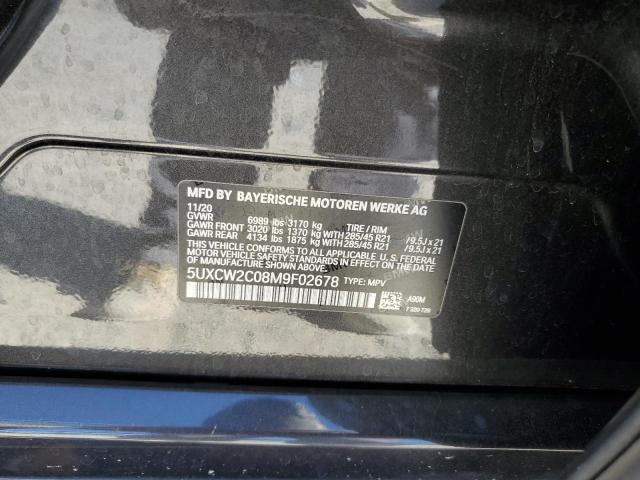 MFD BY BAYERISCHE MOTOREN WERKE AG
11/20
GVWR 6989 lbs 3170 kg TIRE / RIM
GAWR FRONT 3020 lbs 1370 kg WITH 285/45 R21 / 9.5J x 21
GAWR REAR 4134 lbs 1875 kg WITH 285/45 R21 / 9.5J x 21
THIS VEHICLE CONFORMS TO ALL APPLICABLE U.S. FEDERAL
MOTOR VEHICLE SAFETY STANDARDS IN EFFECT ON THE DATE
OF MANUFACTURE SHOWN ABOVE.
5UXCW2C08M9F02678 TYPE: MPV
A90M